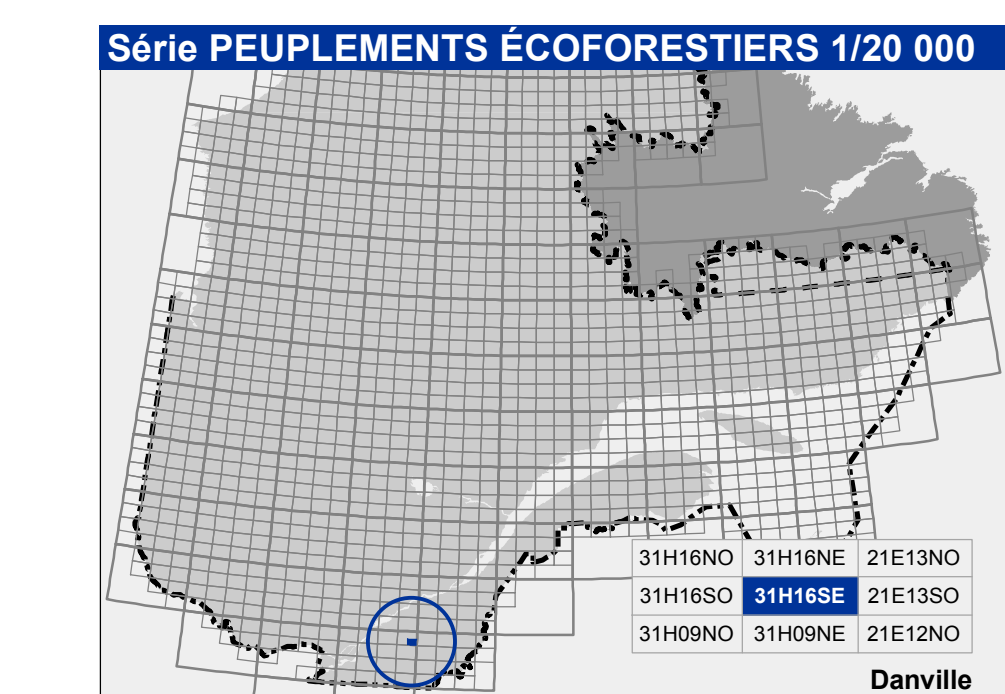 Série PEUPLEMENTS ÉCOFORESTIERS 1/20 000
31H16NO 31H16NE 21E13NO
31H16SO 31H16SE 21E13SO
31H09NO 31H09NE 21E12NO
Danville